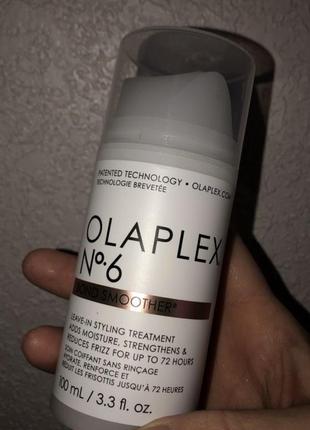 PATENTED TECHNOLOGY • OLAPLEX.COM
TECHNOLOGIE BREVETÉE
OLAPLEX
Nº.6
BOND SMOOTHER®
LEAVE-IN STYLING TREATMENT
ADDS MOISTURE, STRENGTHENS &
REDUCES FRIZZ FOR UP TO 72 HOURS
SOIN COIFFANT SANS RINÇAGE
HYDRATE, RENFORCE ET
RÉDUIT LES FRISOTTIS JUSQU'À 72 HEURES
100 mL / 3.3 fl. oz.